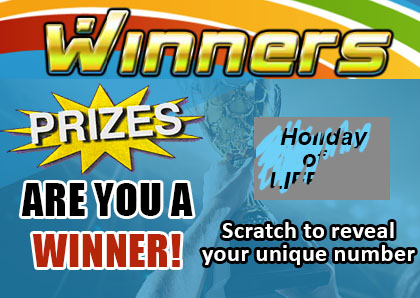 Winners
PRIZES
ARE YOU A
WINNER!
Holiday
of
Scratch to reveal
your unique number